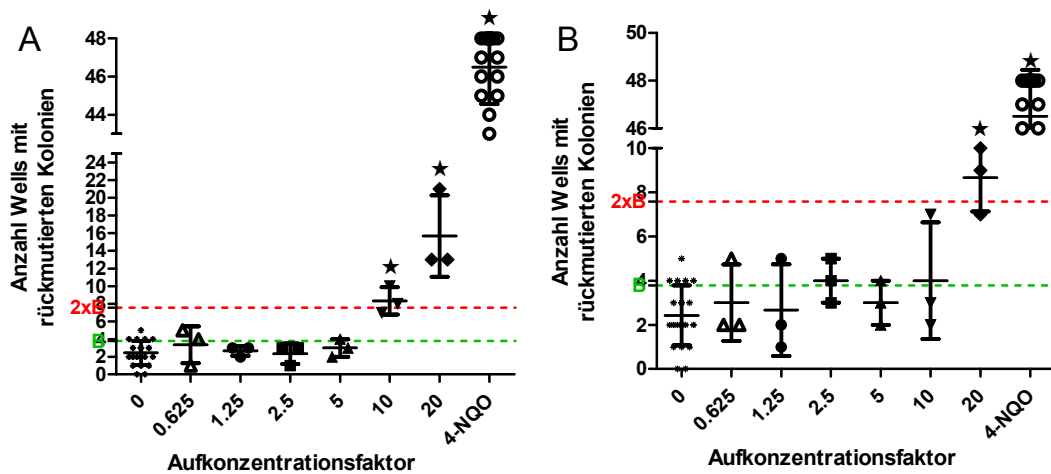 A
Anzahl Wells mit
rückmutierten Kolonien
48
46
44
24
22
20
18
16
14
12
10
8
6
4
2
0
2xB
B
0
0.625
1.25
2.5
5
10
20
4-NQO
Aufkonzentrationsfaktor
B
Anzahl Wells mit
rückmutierten Kolonien
50
48
46
10
8
6
4
2
0
2xB
B
0
0.625
1.25
2.5
5
10
20
4-NQO
Aufkonzentrationsfaktor